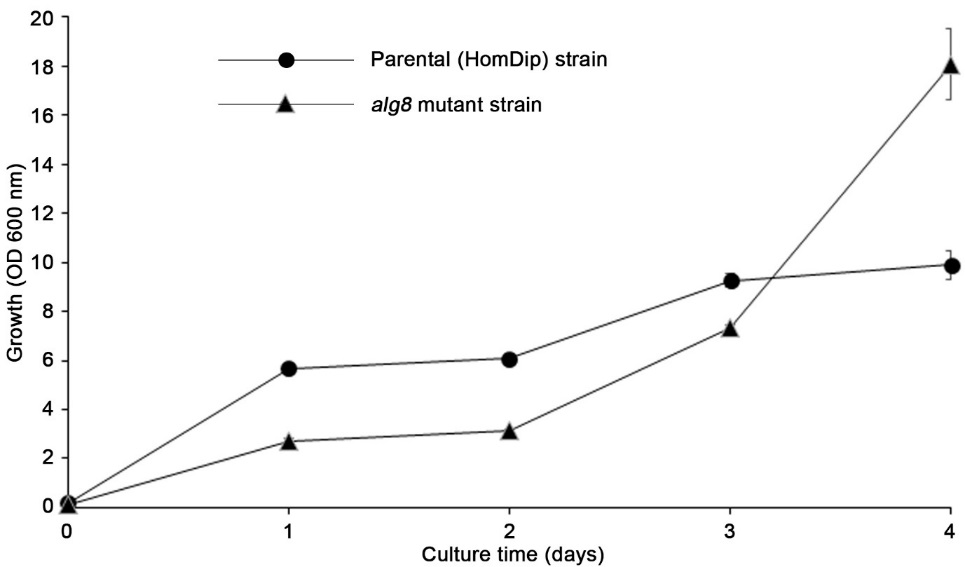 20
18
16
14
12
10
8
6
4
2
0
Growth (OD 600 nm)
Parental (HomDip) strain
alg8 mutant strain
0 1 2 3 4
Culture time (days)